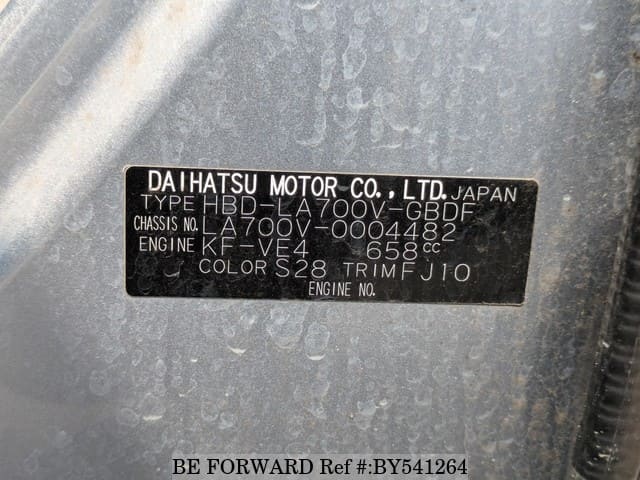 DAIHATSU MOTOR CO., LTD. JAPAN
TYPE HBD-LA700V-GBDF
CHASSIS NO. LA700V-0004482
ENGINE KF-VE4 658cc
COLOR S28 TRIM FJ10
ENGINE NO.
BE FORWARD Ref #:BY541264